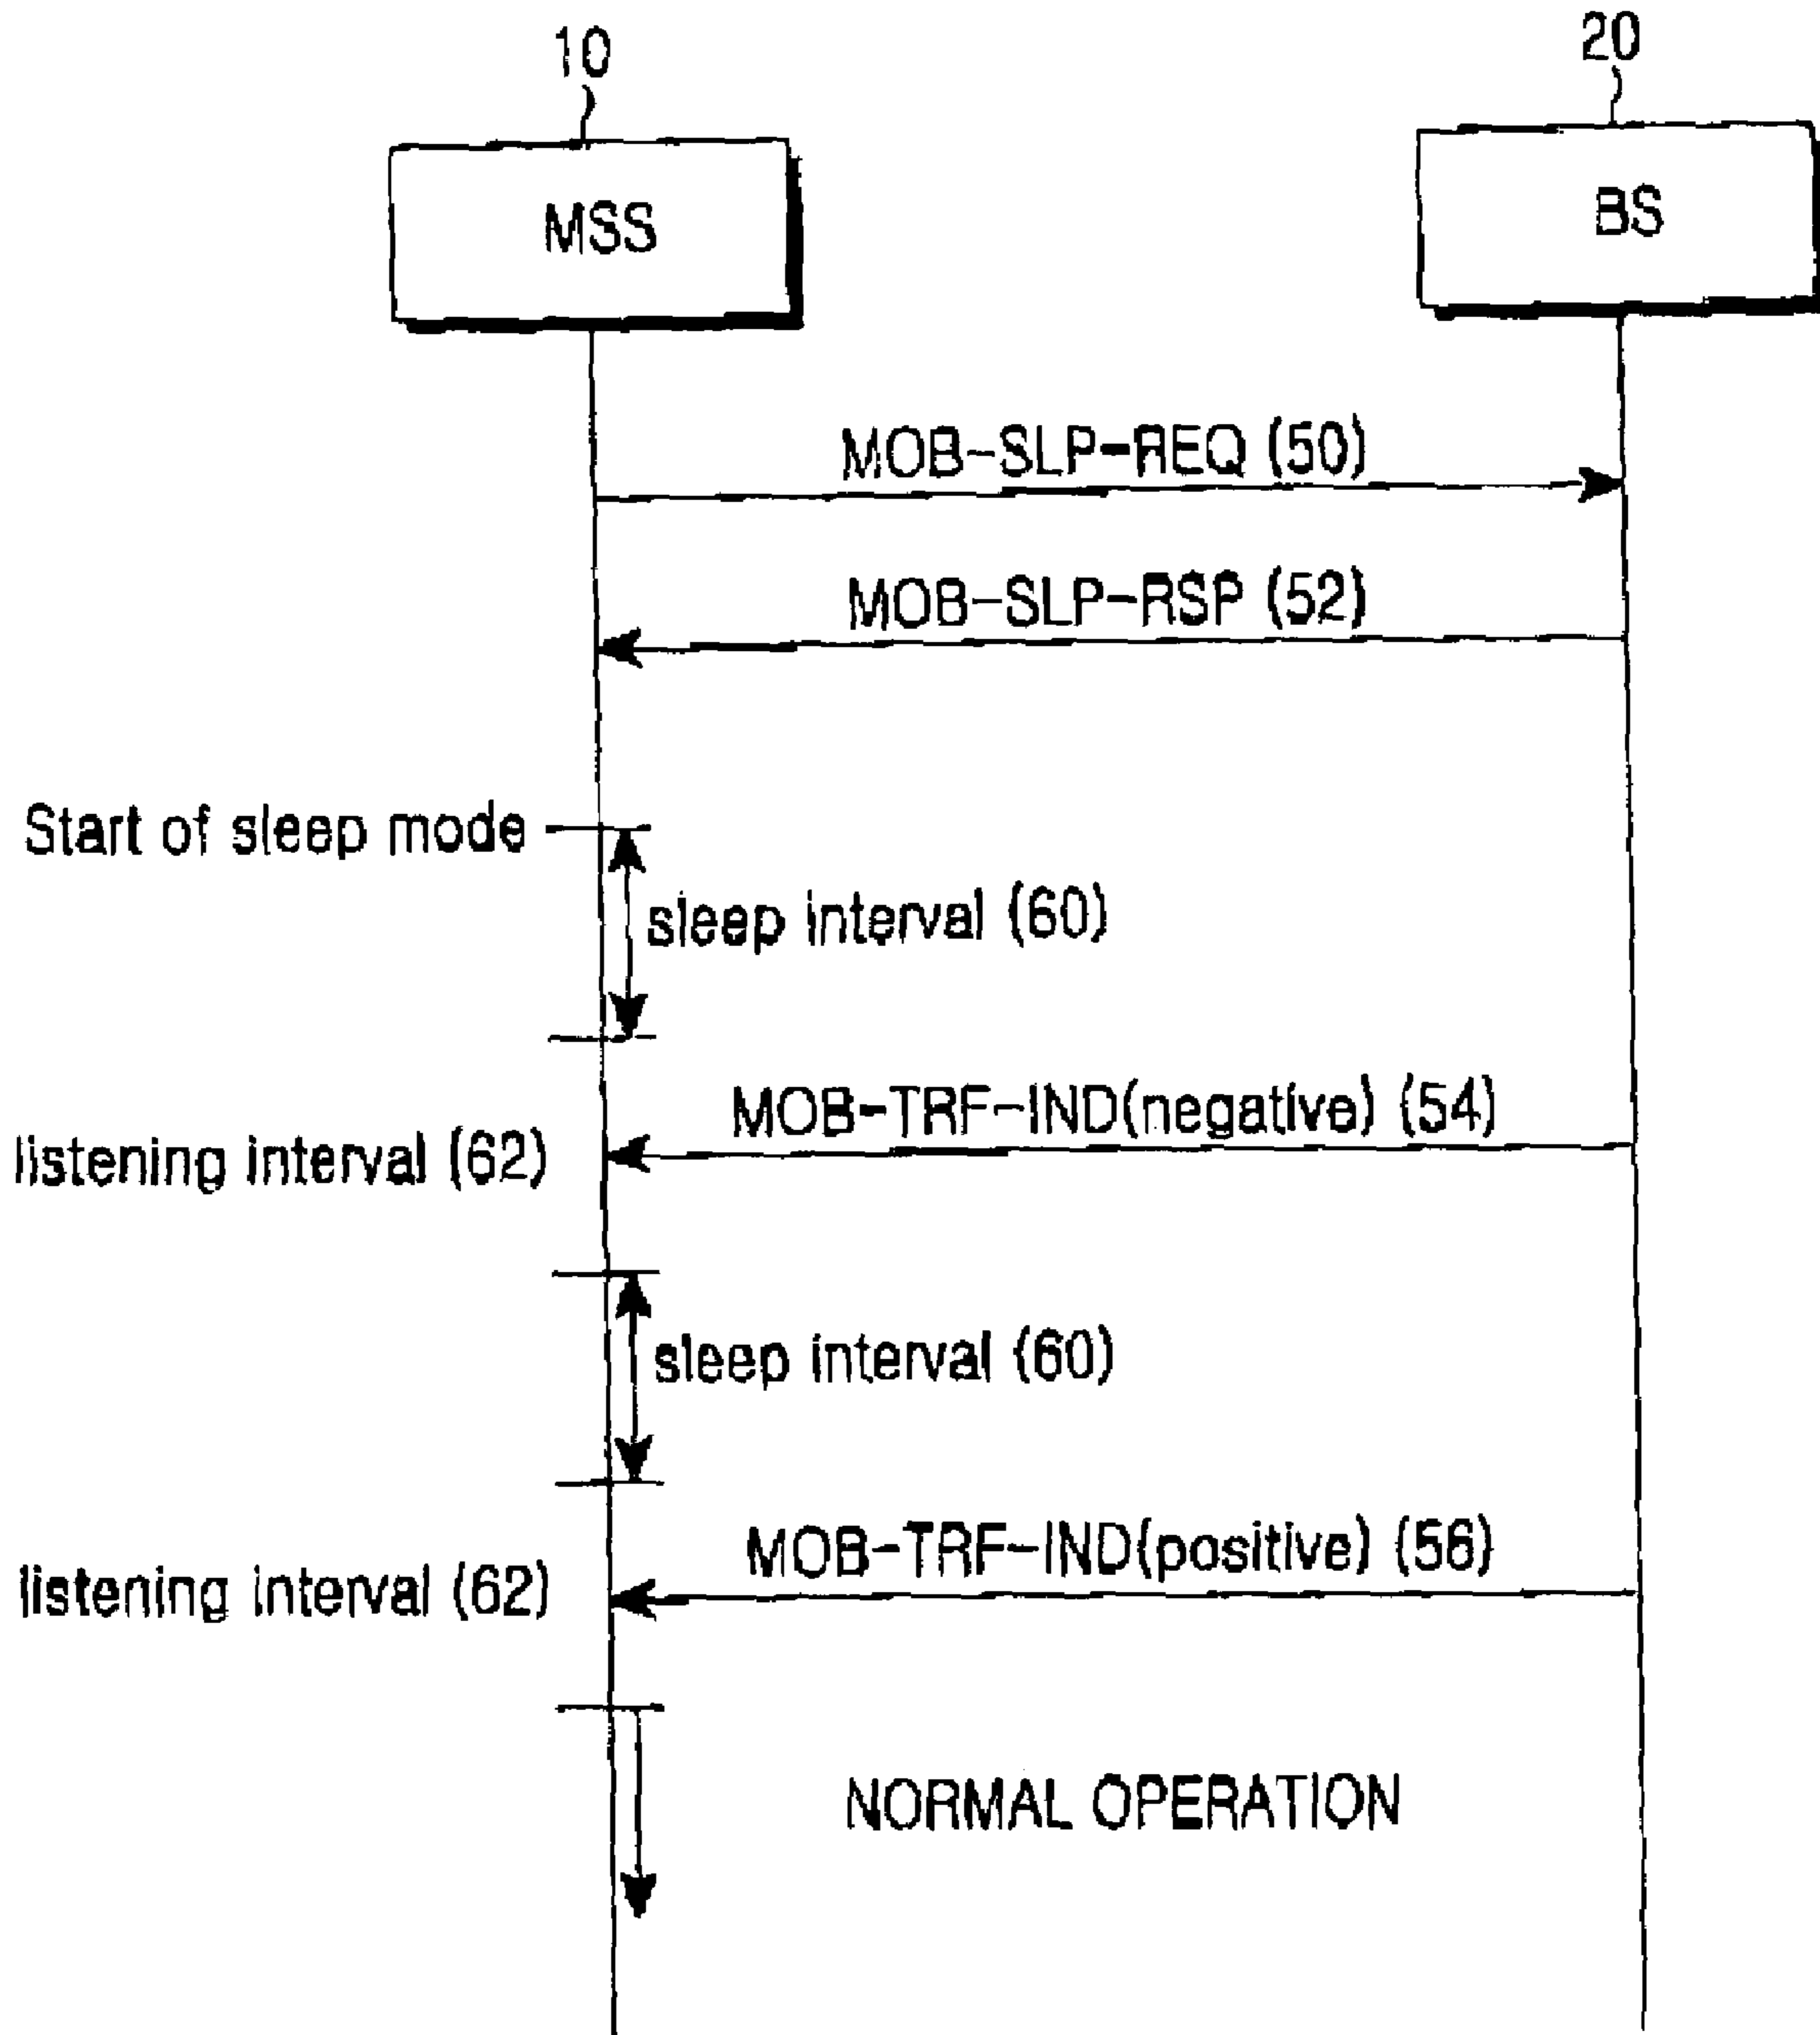 10
20
MSS
BS
MOB-SLP-REQ (50)
MOB-SLP-RSP (52)
Start of sleep mode
sleep interval (60)
MOB-TRF-IND(negative) (54)
listening interval (62)
sleep interval (60)
MOB-TRF-IND(positive) (56)
listening interval (62)
NORMAL OPERATION